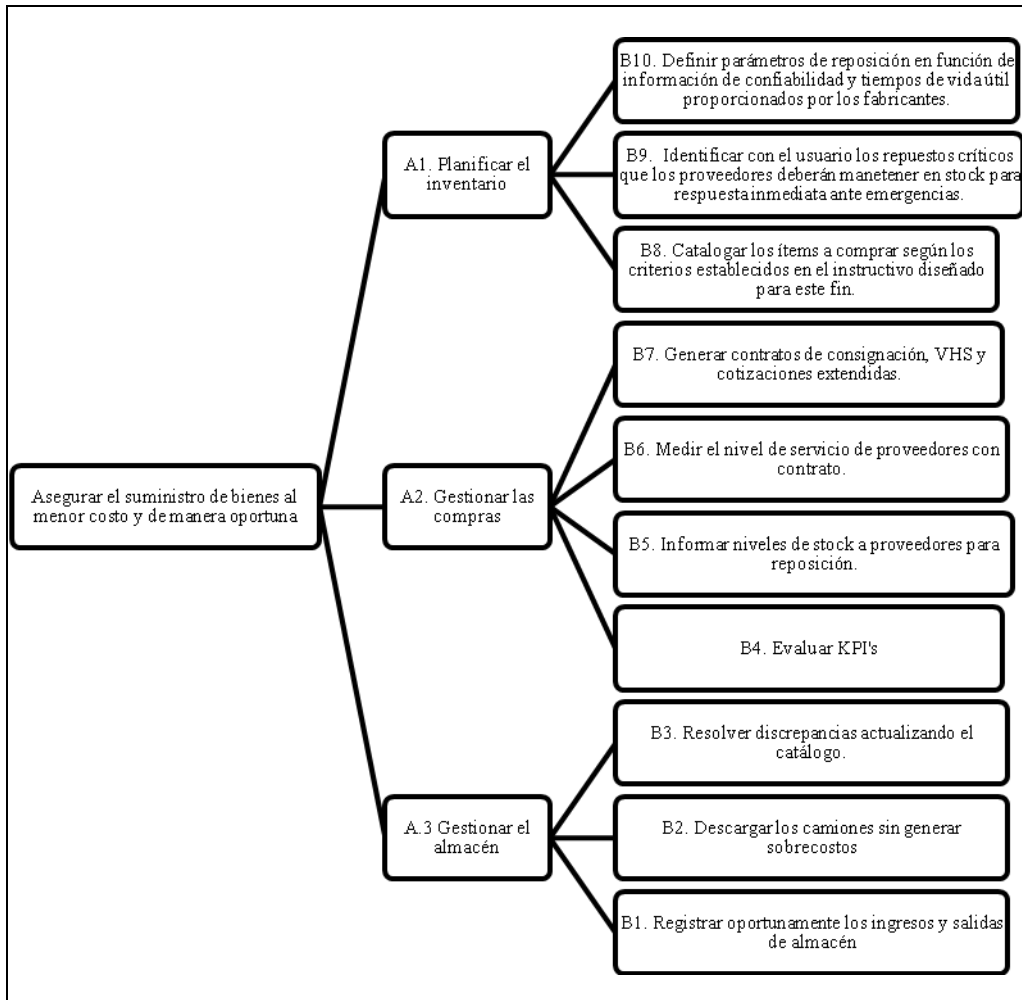 B10. Definir parámetros de reposición en función de
información de confiabilidad y tiempos de vida útil
proporcionados por los fabricantes.
A1. Planificar el
inventario
B9. Identificar con el usuario los repuestos críticos
que los proveedores deberán manetener en stock para
respuesta inmediata ante emergencias.
B8. Catalogar los ítems a comprar según los
criterios establecidos en el instructivo diseñado
para este fin.
B7. Generar contratos de consignación, VHS y
cotizaciones extendidas.
B6. Medir el nivel de servicio de proveedores con
contrato.
Asegurar el suministro de bienes al
menor costo y de manera oportuna
A2. Gestionar las
compras
B5. Informar niveles de stock a proveedores para
reposición.
B4. Evaluar KPI's
B3. Resolver discrepancias actualizando el
catálogo.
A.3 Gestionar el
almacén
B2. Descargar los camiones sin generar
sobrecostos
B1. Registrar oportunamente los ingresos y salidas
de almacén